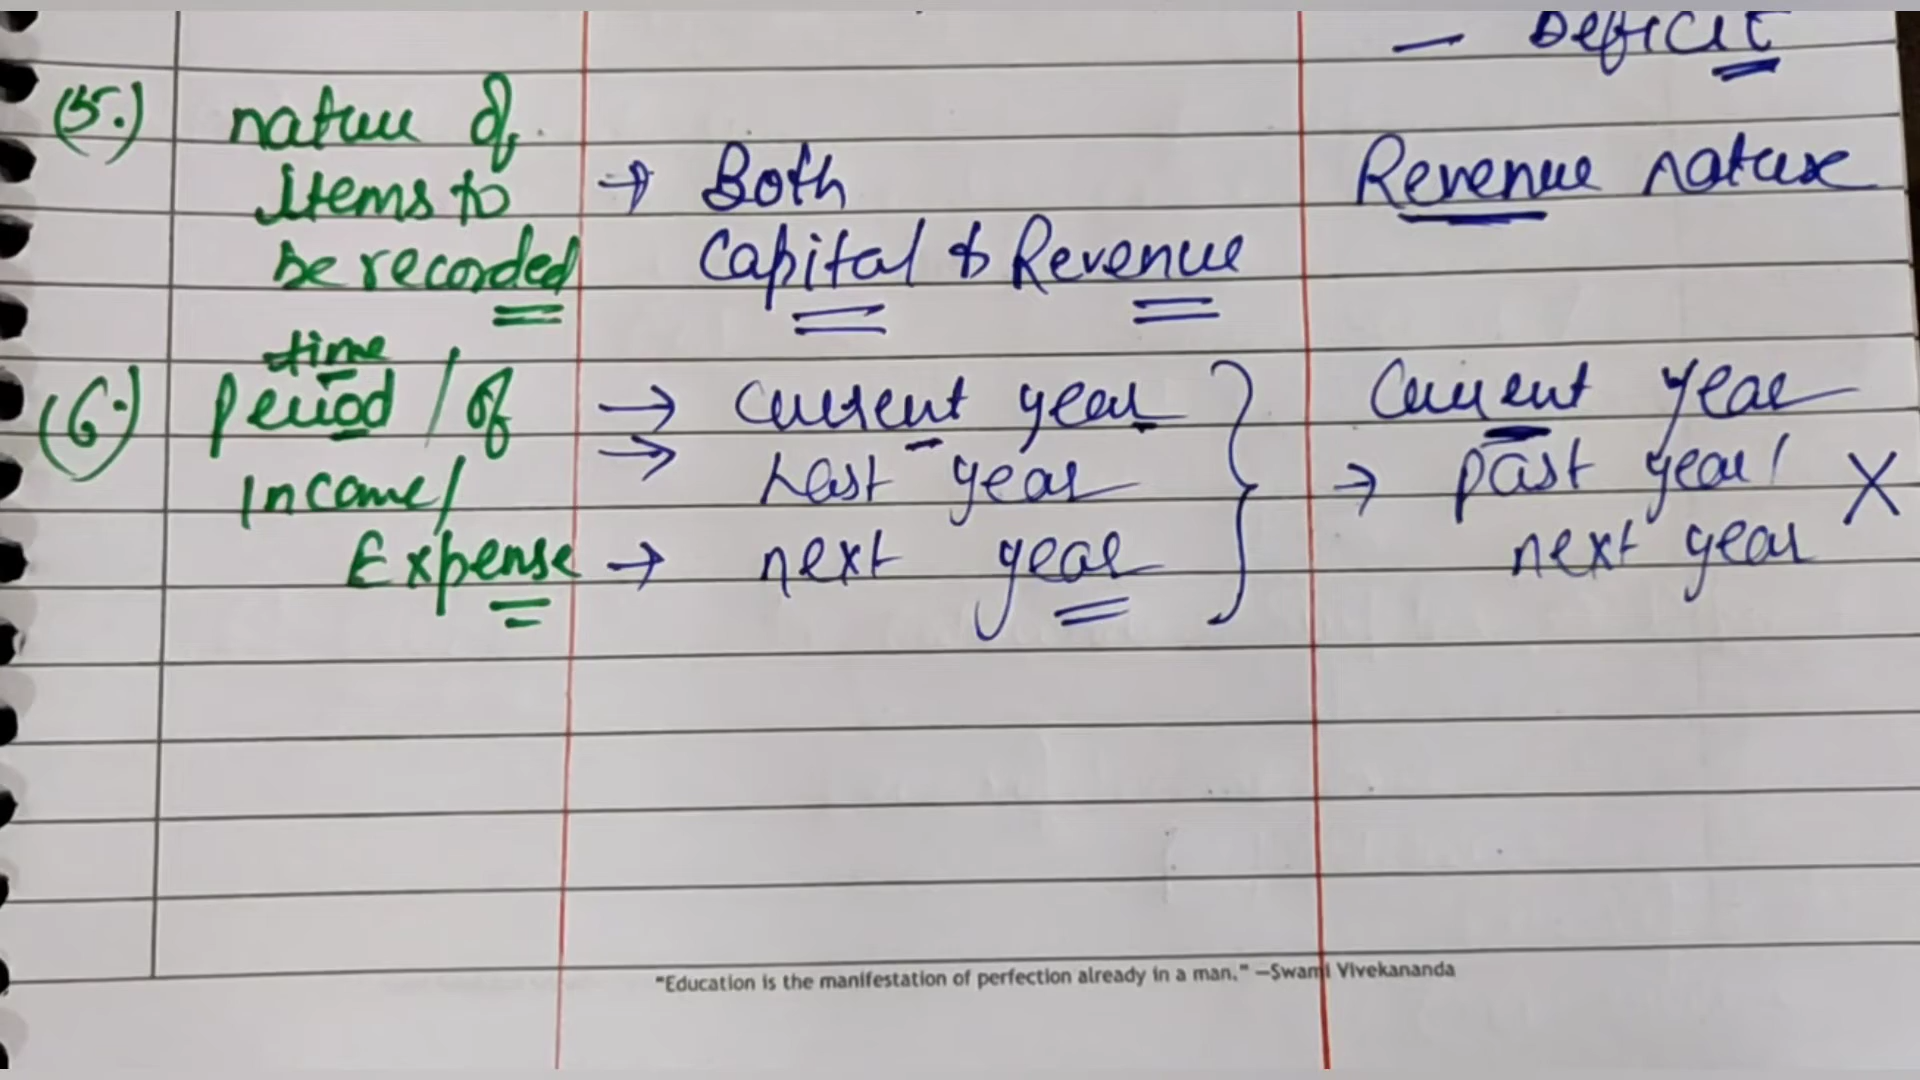 - Deficit
(5.) nature of
items to → Both Revenue nature
be recorded Capital & Revenue
time
(6.) Period / of → Current year Current year
Income/ → Last year → Past year/ X
Expense → next year next year
"Education is the manifestation of perfection already in a man." —Swami Vivekananda